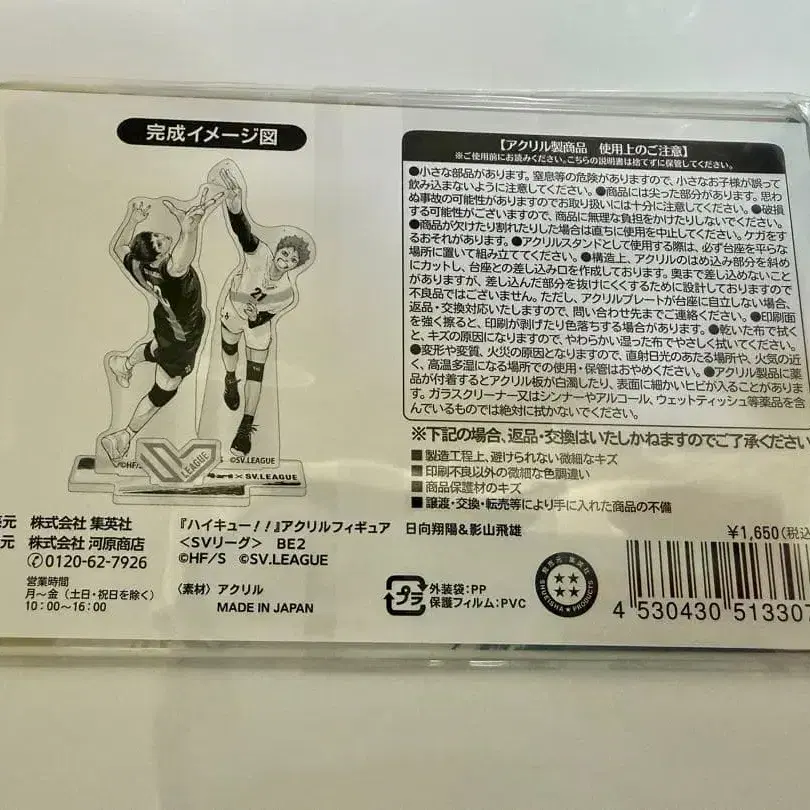 完成イメージ図
©HF/S
©SV.LEAGUE
V.LEAGUE
× SV.LEAGUE
【アクリル製商品 使用上のご注意】
※ご使用前にお読みください。こちらの説明書は捨てずに保管してください。
●小さな部品があります。窒息等の危険がありますので、小さなお子様が誤って
飲み込まないように注意してください。●商品には尖った部分があります。思わ
ぬ事故の可能性がありますのでお取り扱いには十分に注意してください。●破損
する可能性がございますので、商品に無理な負担をかけたりしないでください。
●商品が欠けたり割れたりした場合は直ちに使用を中止してください。ケガをす
るおそれがあります。●アクリルスタンドとして使用する際は、必ず台座を平らな
場所に置いて組み立ててください。●構造上、アクリルのはめ込み部分を斜め
にカットし、台座との差し込み口を作成しております。奥まで差し込めないこと
がありますが、差し込んだ部分を抜けにくくするために設計しておりますので
不良品ではございません。ただし、アクリルプレートが台座に自立しない場合、
返品・交換対応いたしますので、問い合わせ先までご連絡ください。●印刷面
を強く擦ると、印刷が剥げたり色落ちする場合があります。●乾いた布で拭く
と、キズの原因になりますので、やわらかい湿った布でやさしく拭いてください。
●変形や変質、火災の原因となりますので、直射日光のあたる場所や、火気の近
く、高温多湿になる場所での使用・保管はおやめください。●アクリル製品に薬
品が付着するとアクリル板が白濁したり、表面に細かいヒビが入ることがありま
す。ガラスクリーナー又はシンナーやアルコール、ウェットティッシュ等薬品を含
んでいるものでは絶対に拭かないでください。
※下記の場合、返品・交換はいたしかねますのでご了承ください
■製造工程上、避けられない微細なキズ
■印刷不良以外の微細な色調違い
■商品保護材のキズ
■譲渡・交換・転売等により手に入れた商品の不備
売元 株式会社 集英社
元 株式会社 河原商店
0120-62-7926
営業時間
月～金（土日・祝日を除く）
10：00～16：00
『ハイキュー！！』アクリルフィギュア 日向翔陽&影山飛雄
〈SVリーグ〉 BE2
©HF/S ©SV.LEAGUE
〈素材〉アクリル
MADE IN JAPAN
プラ
外装袋：PP
保護フィルム：PVC
SHUEISHA PRODUCTS
¥1,650(税込
4 530430 513307